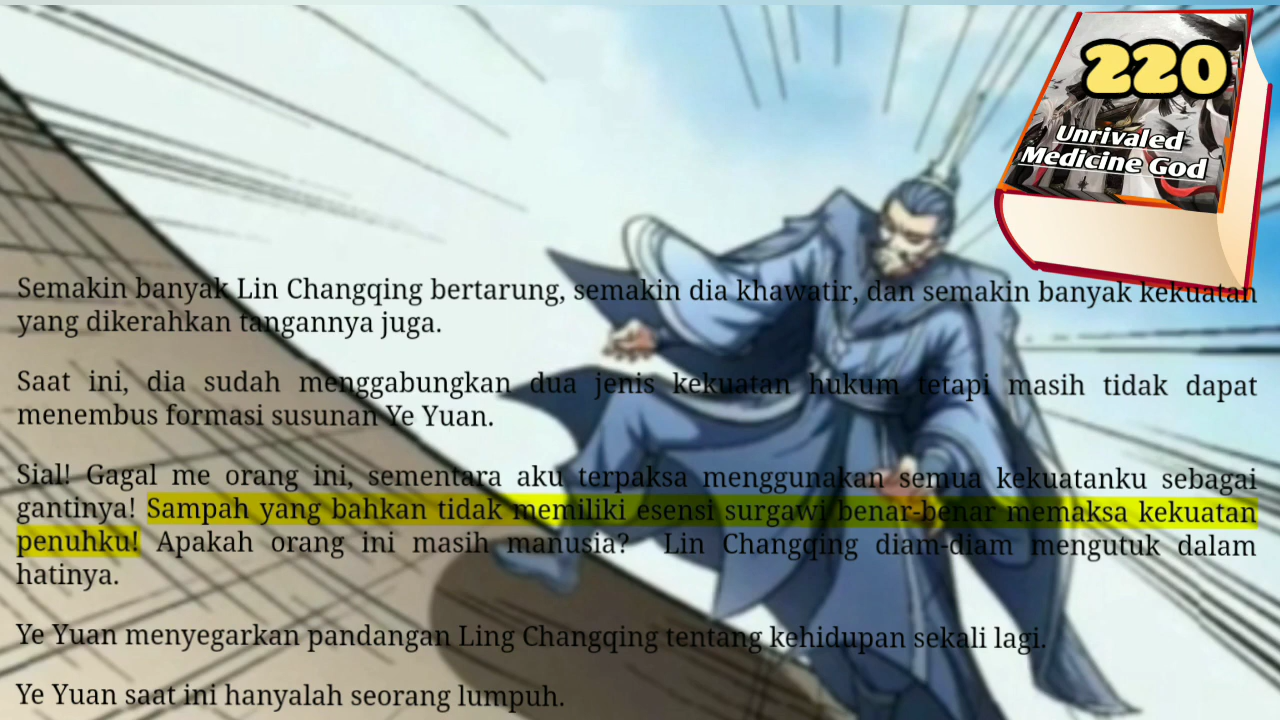 220
Unrivaled
Medicine God
Semakin banyak Lin Changqing bertarung, semakin dia khawatir, dan semakin banyak kekuatan
yang dikerahkan tangannya juga.
Saat ini, dia sudah menggabungkan dua jenis kekuatan hukum tetapi masih tidak dapat
menembus formasi susunan Ye Yuan.
Sial! Gagal me orang ini, sementara aku terpaksa menggunakan semua kekuatanku sebagai
gantinya! Sampah yang bahkan tidak memiliki esensi surgawi benar-benar memaksa kekuatan
penuhku! Apakah orang ini masih manusia? Lin Changqing diam-diam mengutuk dalam
hatinya.
Ye Yuan menyegarkan pandangan Ling Changqing tentang kehidupan sekali lagi.
Ye Yuan saat ini hanyalah seorang lumpuh.